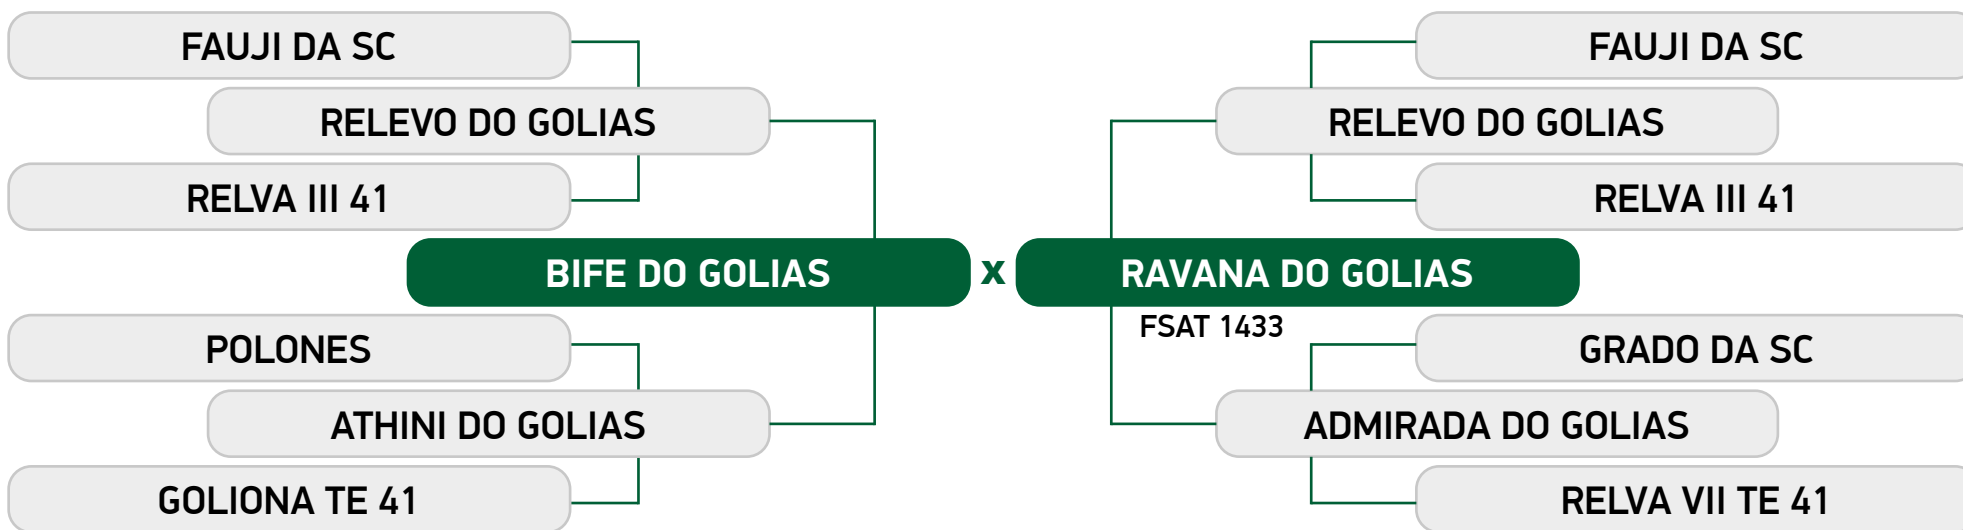 FAUJI DA SC
FAUJI DA SC
RELEVO DO GOLIAS
RELEVO DO GOLIAS
RELVA III 41
RELVA III 41
BIFE DO GOLIAS x RAVANA DO GOLIAS
FSAT 1433
POLONES
GRADO DA SC
ATHINI DO GOLIAS
ADMIRADA DO GOLIAS
GOLIONA TE 41
RELVA VII TE 41